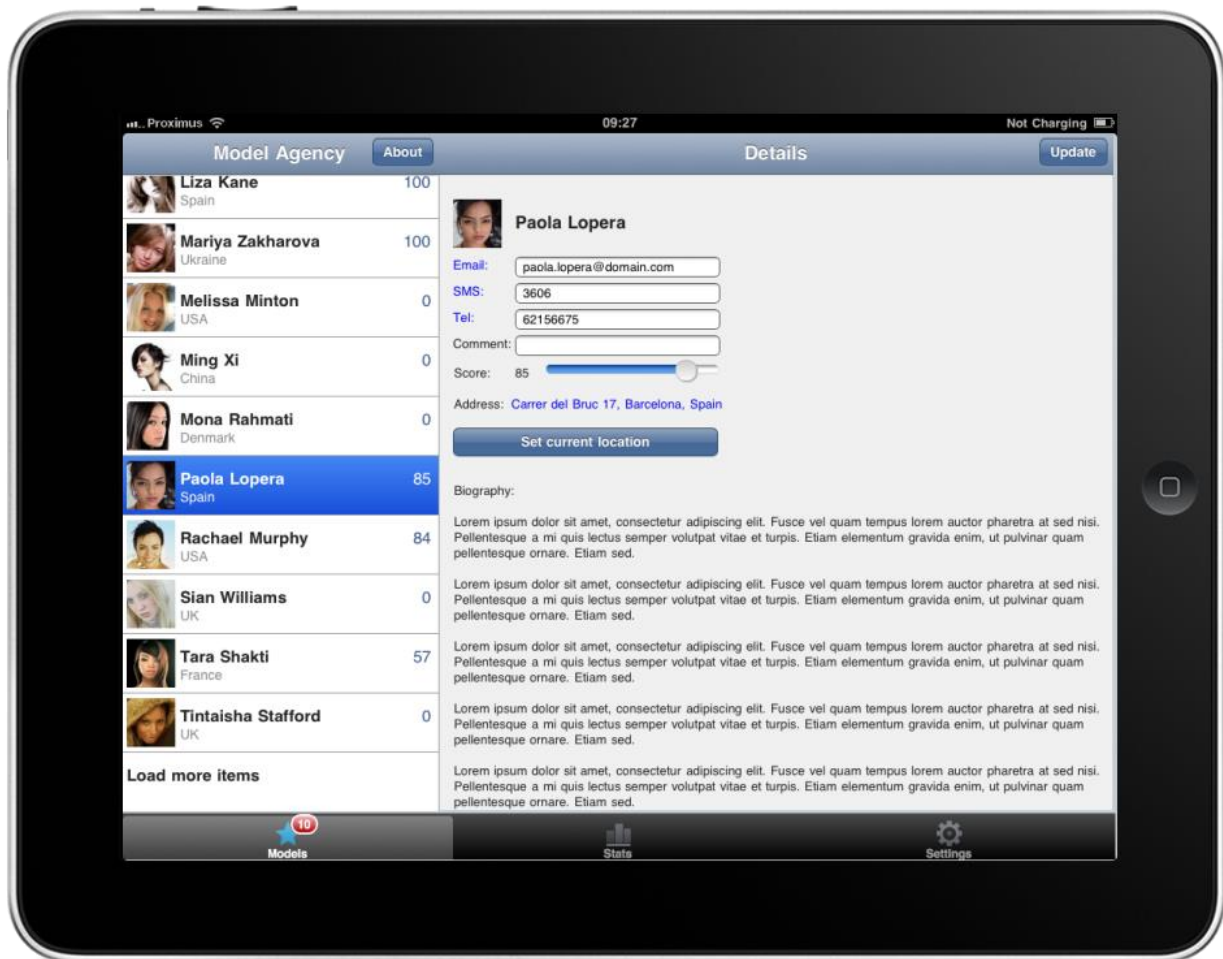 Proximus 09:27 Not Charging
Model Agency About Details Update
Liza Kane 100
Spain
Mariya Zakharova 100
Ukraine
Melissa Minton 0
USA
Ming Xi 0
China
Mona Rahmati 0
Denmark
Paola Lopera 85
Spain
Rachael Murphy 84
USA
Sian Williams 0
UK
Tara Shakti 57
France
Tintaisha Stafford 0
UK
Load more items
Paola Lopera
Email: paola.lopera@domain.com
SMS: 3606
Tel: 62156675
Comment:
Score: 85
Address: Carrer del Bruc 17, Barcelona, Spain
Set current location
Biography:
Lorem ipsum dolor sit amet, consectetur adipiscing elit. Fusce vel quam tempus lorem auctor pharetra at sed nisi.
Pellentesque a mi quis lectus semper volutpat vitae et turpis. Etiam elementum gravida enim, ut pulvinar quam
pellentesque ornare. Etiam sed.
Lorem ipsum dolor sit amet, consectetur adipiscing elit. Fusce vel quam tempus lorem auctor pharetra at sed nisi.
Pellentesque a mi quis lectus semper volutpat vitae et turpis. Etiam elementum gravida enim, ut pulvinar quam
pellentesque ornare. Etiam sed.
Lorem ipsum dolor sit amet, consectetur adipiscing elit. Fusce vel quam tempus lorem auctor pharetra at sed nisi.
Pellentesque a mi quis lectus semper volutpat vitae et turpis. Etiam elementum gravida enim, ut pulvinar quam
pellentesque ornare. Etiam sed.
Lorem ipsum dolor sit amet, consectetur adipiscing elit. Fusce vel quam tempus lorem auctor pharetra at sed nisi.
Pellentesque a mi quis lectus semper volutpat vitae et turpis. Etiam elementum gravida enim, ut pulvinar quam
pellentesque ornare. Etiam sed.
Lorem ipsum dolor sit amet, consectetur adipiscing elit. Fusce vel quam tempus lorem auctor pharetra at sed nisi.
Pellentesque a mi quis lectus semper volutpat vitae et turpis. Etiam elementum gravida enim, ut pulvinar quam
pellentesque ornare. Etiam sed.
10
Models Stats Settings